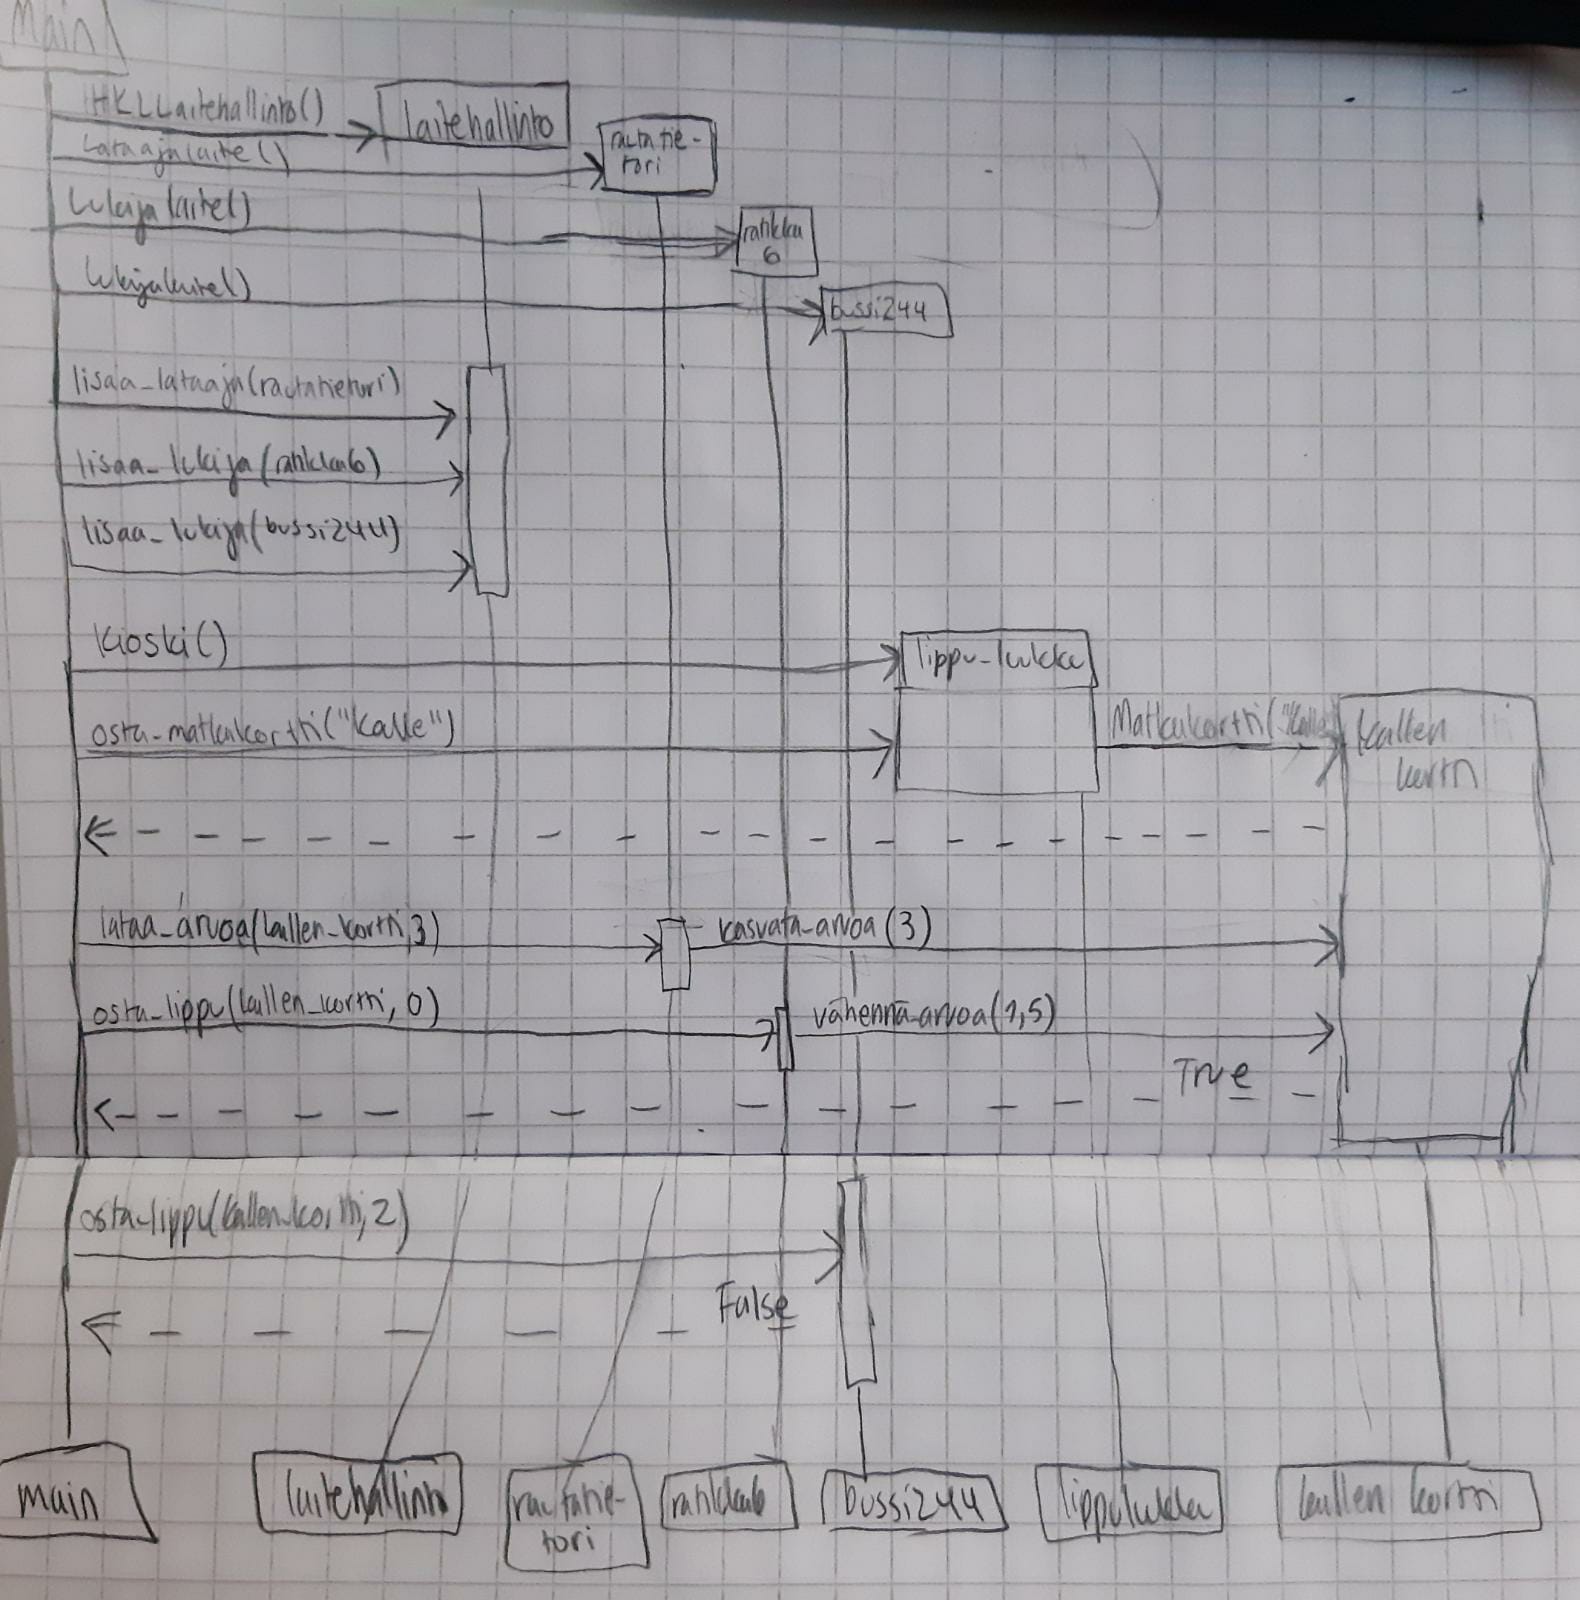 Main
HKLLaitehallinto()
laitehallinto
Lataajalaite()
rautatie-
tori
Lukijalaite()
ratikka
6
Lukijalaite()
bussi244
lisaa_lataaja(rautatietori)
lisaa_lukija(ratikka6)
lisaa_lukija(bussi244)
Kioski()
lippu-luukku
osta_matkakortti("Kalle")
Matkakortti("Kalle
kallen
kortti
lataa_arvoa(kallen_kortti,3)
kasvata_arvoa(3)
osta_lippu(kallen_kortti, 0)
vähennä_arvoa(1,5)
True
osta_lippu(kallen_kortti, 2)
False
main
laitehallinto
rautatie-
tori
ratikka6
bussi244
lippuluukku
kallen kortti